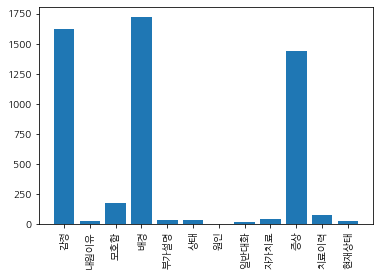 1750
1500
1250
1000
750
500
250
0
감정
내원이유
모호함
배경
부가설명
상태
원인
일반대화
자가치료
증상
치료이력
현재상태